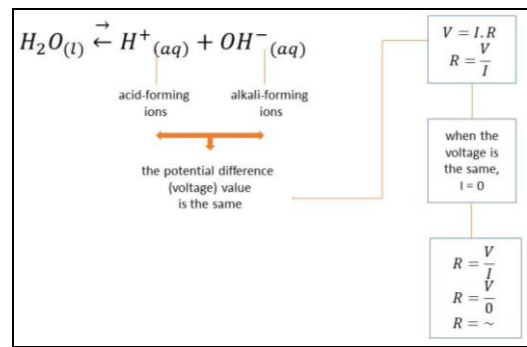 H₂O₍ₗ₎ ⇄ H⁺₍aq₎ + OH⁻₍aq₎
acid-forming
ions
alkali-forming
ions
the potential difference
(voltage) value
is the same
V = I.R
R = V/I
when the
voltage is
the same,
I = 0
R = V/I
R = V/0
R = ~